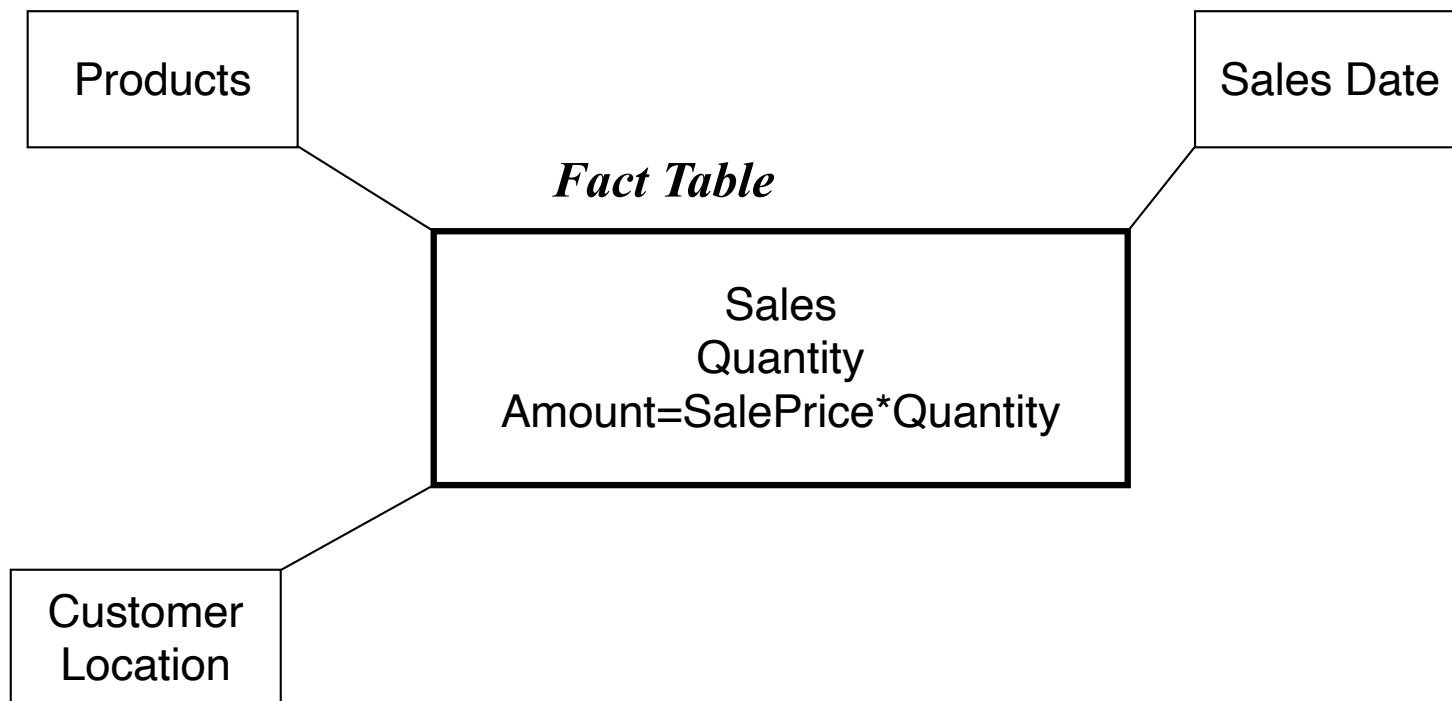 Products
Sales Date
Fact Table
Sales
Quantity
Amount=SalePrice*Quantity
Customer
Location